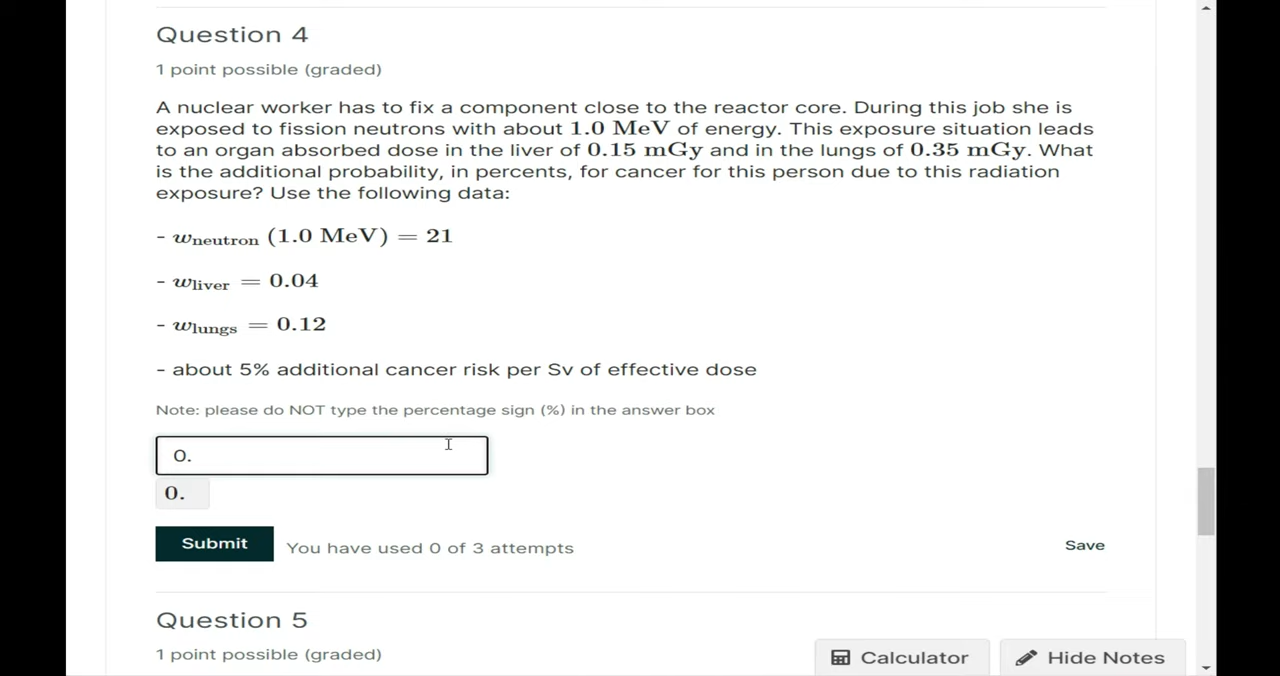 Question 4
1 point possible (graded)
A nuclear worker has to fix a component close to the reactor core. During this job she is
exposed to fission neutrons with about 1.0 MeV of energy. This exposure situation leads
to an organ absorbed dose in the liver of 0.15 mGy and in the lungs of 0.35 mGy. What
is the additional probability, in percents, for cancer for this person due to this radiation
exposure? Use the following data:
- w_neutron (1.0 MeV) = 21
- w_liver = 0.04
- w_lungs = 0.12
- about 5% additional cancer risk per Sv of effective dose
Note: please do NOT type the percentage sign (%) in the answer box
0.
0.
Submit You have used 0 of 3 attempts Save
Question 5
1 point possible (graded)
Calculator Hide Notes